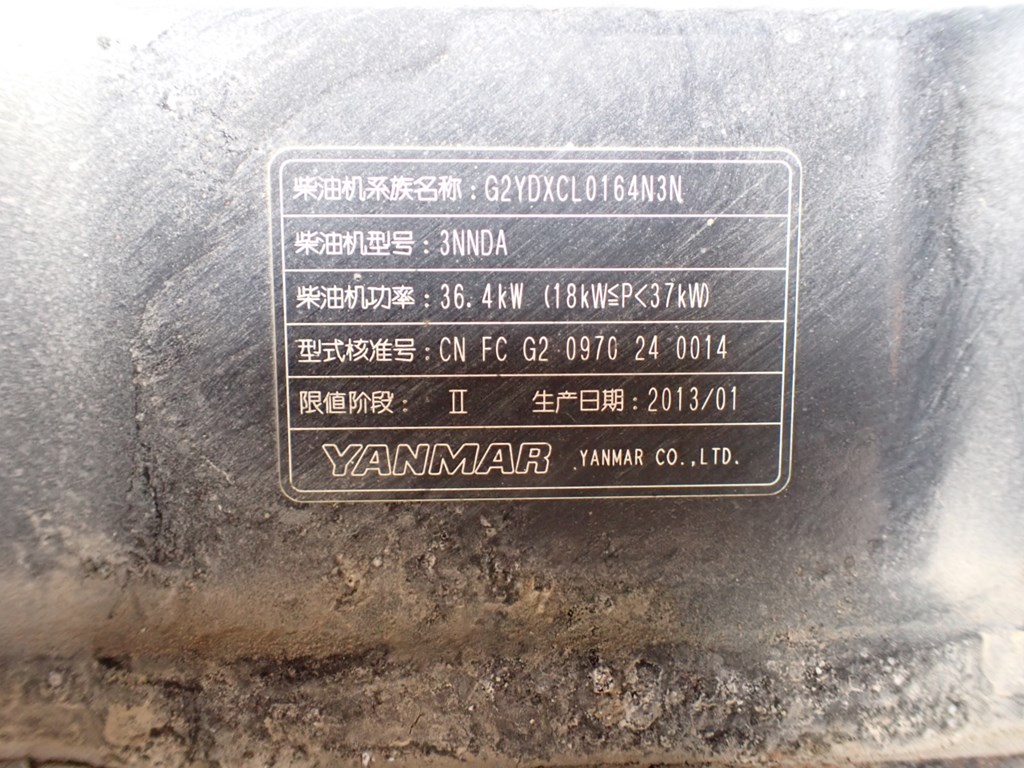 柴油机系族名称：G2YDXCL0164N3N
柴油机型号：3NNDA
柴油机功率：36.4kW (18kW≦P<37kW)
型式核准号：CN FC G2 0970 24 0014
限值阶段： Ⅱ 生产日期：2013/01
YANMAR YANMAR CO.,LTD.